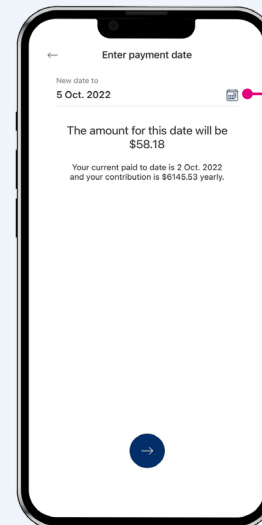 Enter payment date
New date to
5 Oct. 2022
The amount for this date will be
$58.18
Your current paid to date is 2 Oct. 2022
and your contribution is $6145.53 yearly.